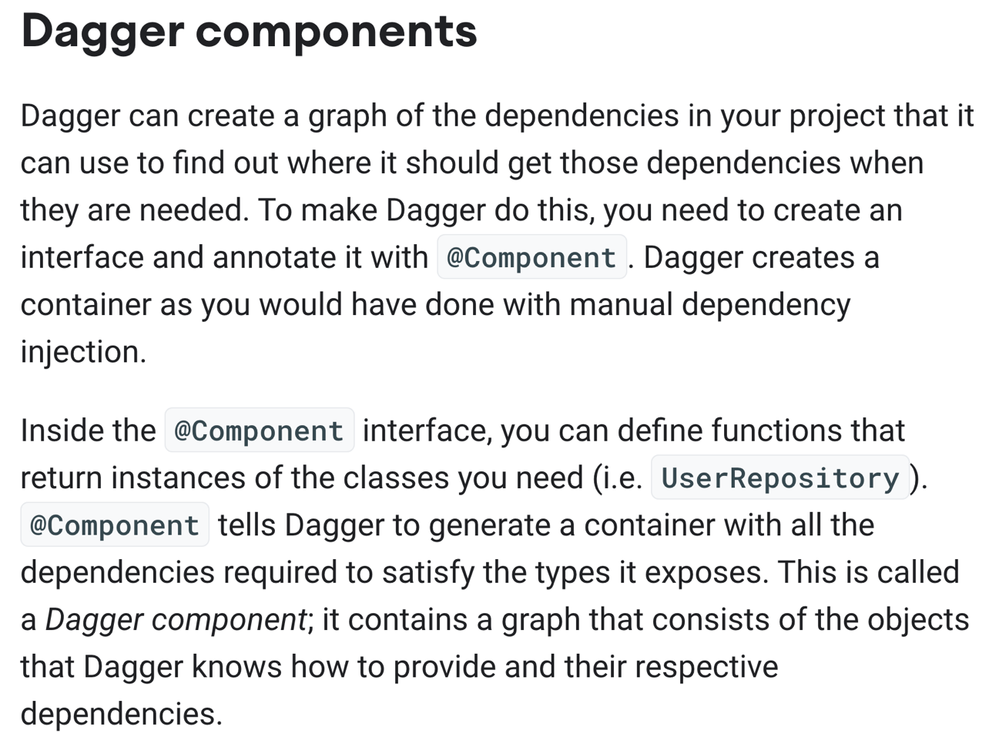 Dagger components
Dagger can create a graph of the dependencies in your project that it
can use to find out where it should get those dependencies when
they are needed. To make Dagger do this, you need to create an
interface and annotate it with @Component. Dagger creates a
container as you would have done with manual dependency
injection.
Inside the @Component interface, you can define functions that
return instances of the classes you need (i.e. UserRepository).
@Component tells Dagger to generate a container with all the
dependencies required to satisfy the types it exposes. This is called
a Dagger component; it contains a graph that consists of the objects
that Dagger knows how to provide and their respective
dependencies.